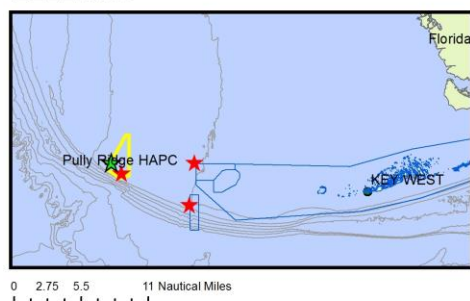 Florida
Pully Ridge HAPC
KEY WEST
0 2.75 5.5 11 Nautical Miles